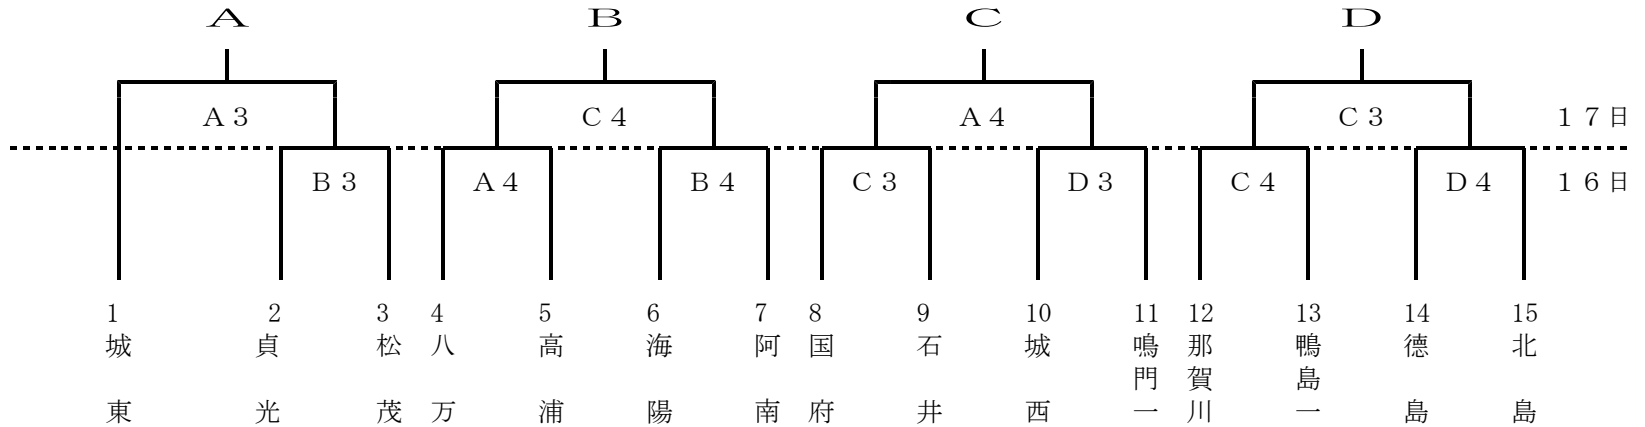 A B C D
A3 C4 A4 C3 17日
B3 A4 B4 C3 D3 C4 D4 16日
1 2 3 4 5 6 7 8 9 10 11 12 13 14 15
城東
貞光
松茂
八万
高浦
海陽
阿南
国府
石井
城西
鳴門一
那賀川
鴨島一
徳島
北島